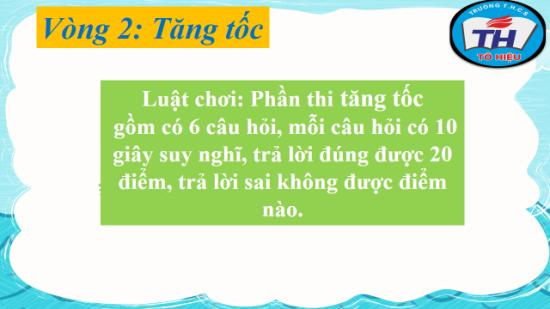 Vòng 2: Tăng tốc
TRƯỜNG T.H.C.S
TH
TÔ HIỆU
Luật chơi: Phần thi tăng tốc
gồm có 6 câu hỏi, mỗi câu hỏi có 10
giây suy nghĩ, trả lời đúng được 20
điểm, trả lời sai không được điểm
nào.